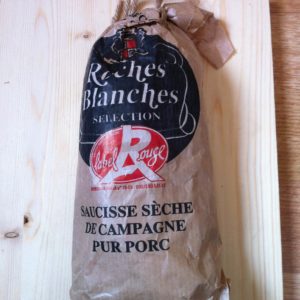 Roches
Blanches
SELECTION
Label
R
Rouge
SAUCISSE SÈCHE
DE CAMPAGNE
PUR PORC